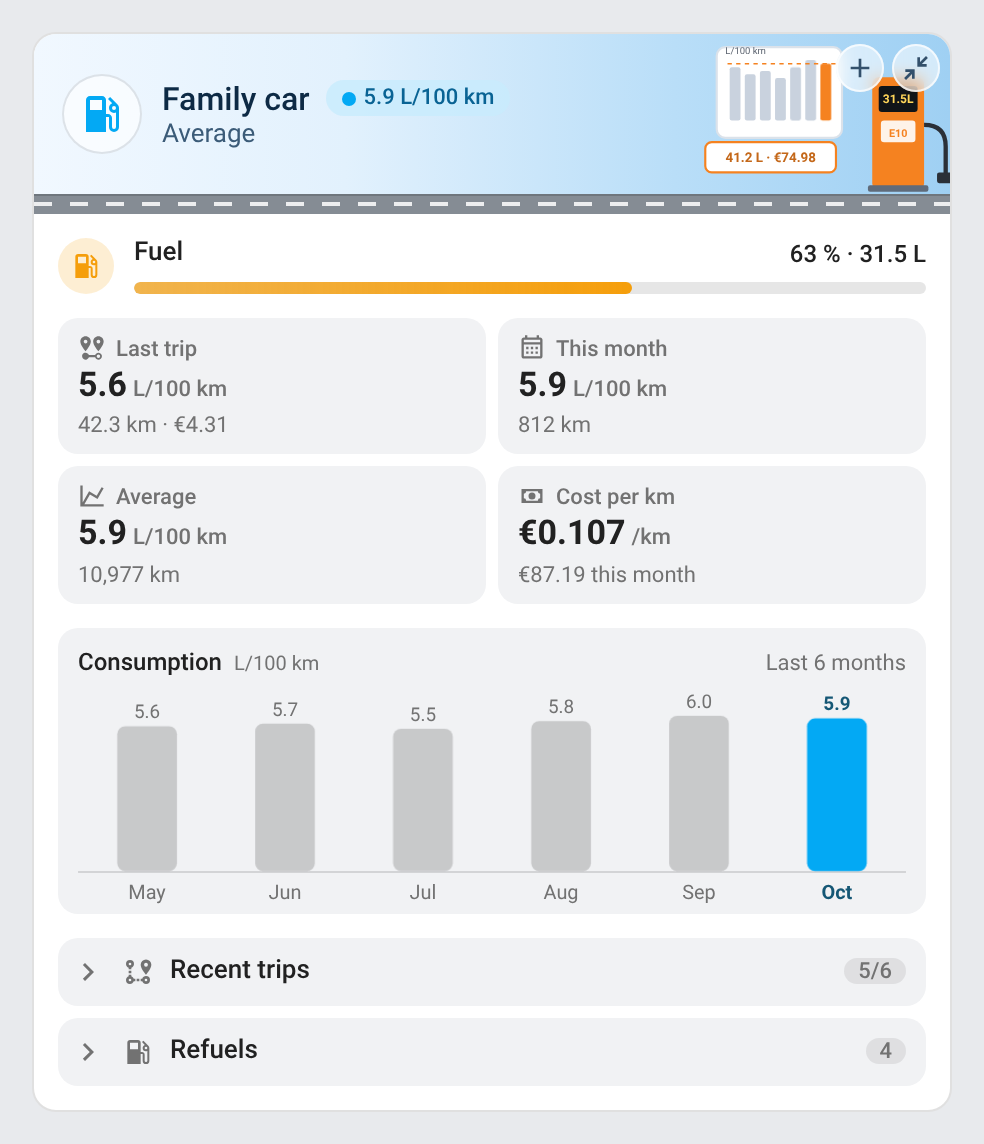 Family car
5.9 L/100 km
Average
L/100 km
41.2 L · €74.98
31.5L
E10
Fuel
63 % · 31.5 L
Last trip
5.6 L/100 km
42.3 km · €4.31
This month
5.9 L/100 km
812 km
Average
5.9 L/100 km
10,977 km
Cost per km
€0.107 /km
€87.19 this month
Consumption L/100 km
Last 6 months
5.6 5.7 5.5 5.8 6.0 5.9
May Jun Jul Aug Sep Oct
Recent trips
5/6
Refuels
4